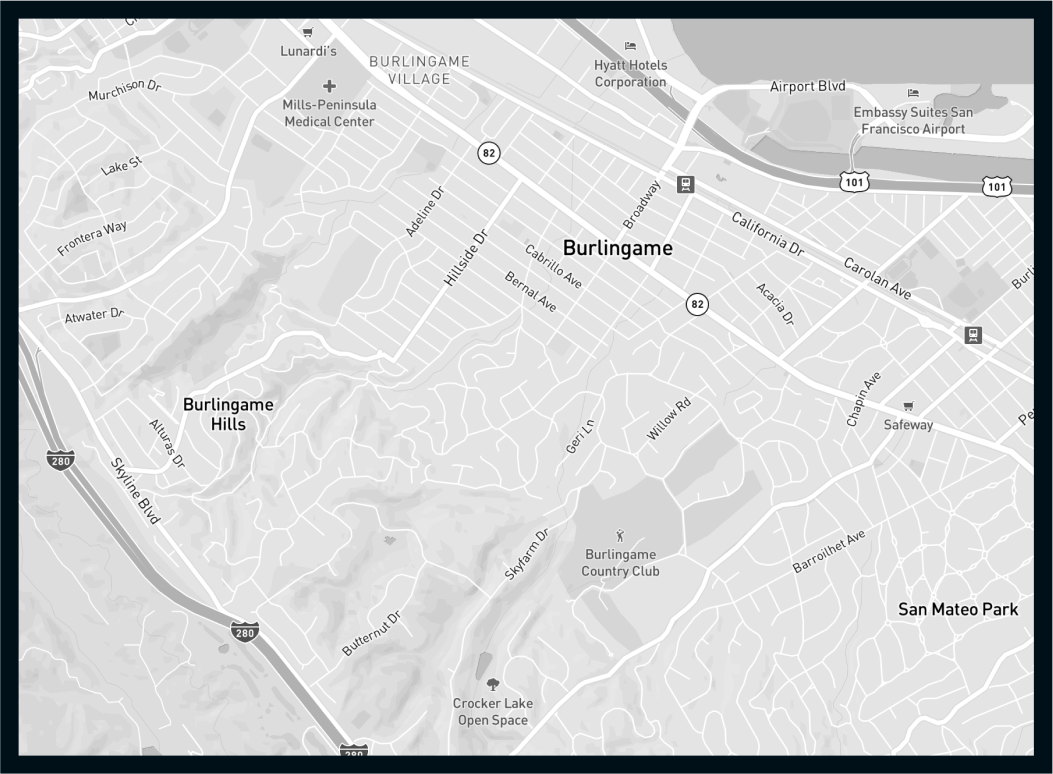 Ch
Lunardi's
BURLINGAME
VILLAGE
Hyatt Hotels
Corporation
Murchison Dr
Mills-Peninsula
Medical Center
Airport Blvd
Embassy Suites San
Francisco Airport
82
Lake St
101
101
Broadway
Adeline Dr
Frontera Way
California Dr
Hillside Dr
Burlingame
Cabrillo Ave
Bernal Ave
Carolan Ave
Burli
82
Acacia Dr
Atwater Dr
Burlingame
Hills
Chapin Ave
Willow Rd
Safeway
Pe
Geri Ln
Alturas Dr
280
Skyline Blvd
Skyfarm Dr
Burlingame
Country Club
Barroilhet Ave
San Mateo Park
280
Butternut Dr
Crocker Lake
Open Space
280